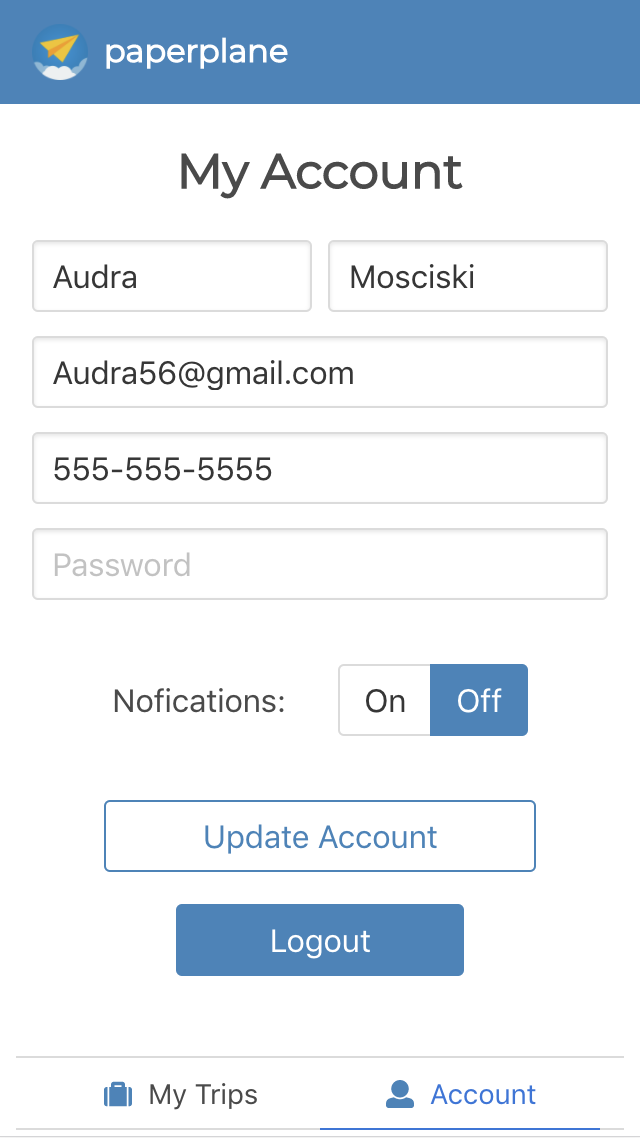 paperplane
My Account
Audra Mosciski
Audra56@gmail.com
555-555-5555
Password
Nofications: On Off
Update Account
Logout
My Trips Account